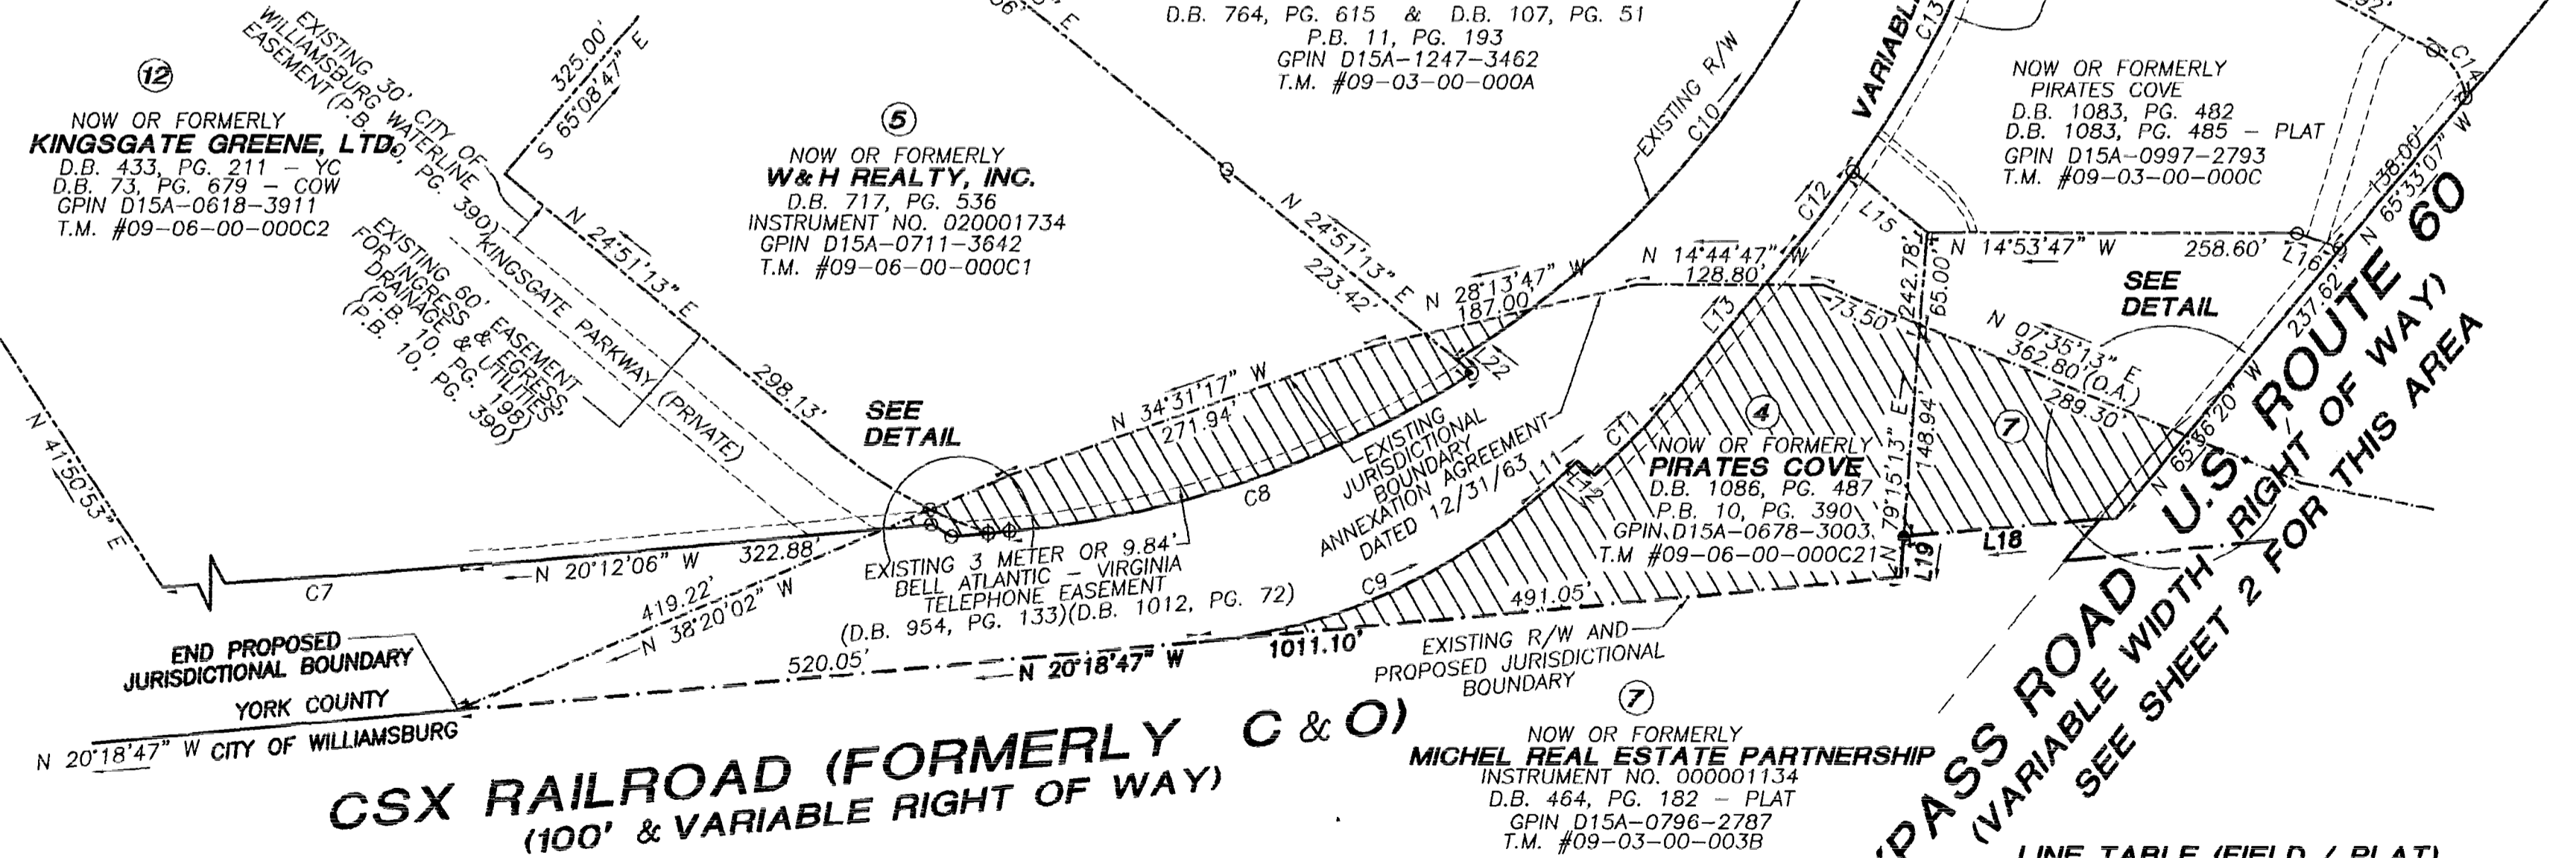 12
NOW OR FORMERLY
KINGSGATE GREENE, LTD.
D.B. 433, PG. 211 – YC
D.B. 73, PG. 679 – COW
GPIN D15A–0618–3911
T.M. #09–06–00–000C2
EXISTING 30' CITY OF
WILLIAMSBURG WATERLINE
EASEMENT (P.B. 10, PG. 390)
325.00'
S 65°08'47" E
N 24°51'13" E
298.13'
KINGSGATE PARKWAY (PRIVATE)
EXISTING 60' EASEMENT
FOR INGRESS & EGRESS,
DRAINAGE & UTILITIES
(P.B. 10, PG. 198)
(P.B. 10, PG. 390)
N 41°50'53" E
5
NOW OR FORMERLY
W&H REALTY, INC.
D.B. 717, PG. 536
INSTRUMENT NO. 020001734
GPIN D15A–0711–3642
T.M. #09–06–00–000C1
D.B. 764, PG. 615 & D.B. 107, PG. 51
P.B. 11, PG. 193
GPIN D15A–1247–3462
T.M. #09–03–00–000A
EXISTING R/W
C10
VARIABLE
C13
C14
NOW OR FORMERLY
PIRATES COVE
D.B. 1083, PG. 482
D.B. 1083, PG. 485 – PLAT
GPIN D15A–0997–2793
T.M. #09–03–00–000C
138.00'
N 65°33'07" W
C12
L15
N 14°53'47" W 258.60'
L16
SEE
DETAIL
237.62'
N 65°36'20" W
242.78'
65.00'
N 24°51'13" E
223.42'
N 28°13'47" W
187.00'
N 14°44'47" W
128.80'
L13
73.50'
N 07°35'13" E
362.80'(O.A.)
289.30'
L22
SEE
DETAIL
N 34°31'17" W
271.94'
EXISTING
JURISDICTIONAL
BOUNDARY
ANNEXATION AGREEMENT
DATED 12/31/63
C8
C11
L11
L12
4
NOW OR FORMERLY
PIRATES COVE
D.B. 1086, PG. 487
P.B. 10, PG. 390
GPIN D15A–0678–3003
T.M #09–06–00–000C21
N 79°15'13" E
148.94'
7
L18
L19
C7
N 20°12'06" W 322.88'
419.22'
N 38°20'02" W
EXISTING 3 METER OR 9.84'
BELL ATLANTIC – VIRGINIA
TELEPHONE EASEMENT
(D.B. 954, PG. 133)(D.B. 1012, PG. 72)
C9
491.05'
EXISTING R/W AND
PROPOSED JURISDICTIONAL
BOUNDARY
END PROPOSED
JURISDICTIONAL BOUNDARY
YORK COUNTY
N 20°18'47" W CITY OF WILLIAMSBURG
520.05'
N 20°18'47" W
1011.10'
CSX RAILROAD (FORMERLY C & O)
(100' & VARIABLE RIGHT OF WAY)
7
NOW OR FORMERLY
MICHEL REAL ESTATE PARTNERSHIP
INSTRUMENT NO. 000001134
D.B. 464, PG. 182 – PLAT
GPIN D15A–0796–2787
T.M. #09–03–00–003B
PASS ROAD U.S. ROUTE 60
(VARIABLE WIDTH RIGHT OF WAY)
SEE SHEET 2 FOR THIS AREA
LINE TABLE (FIELD / PLAT)